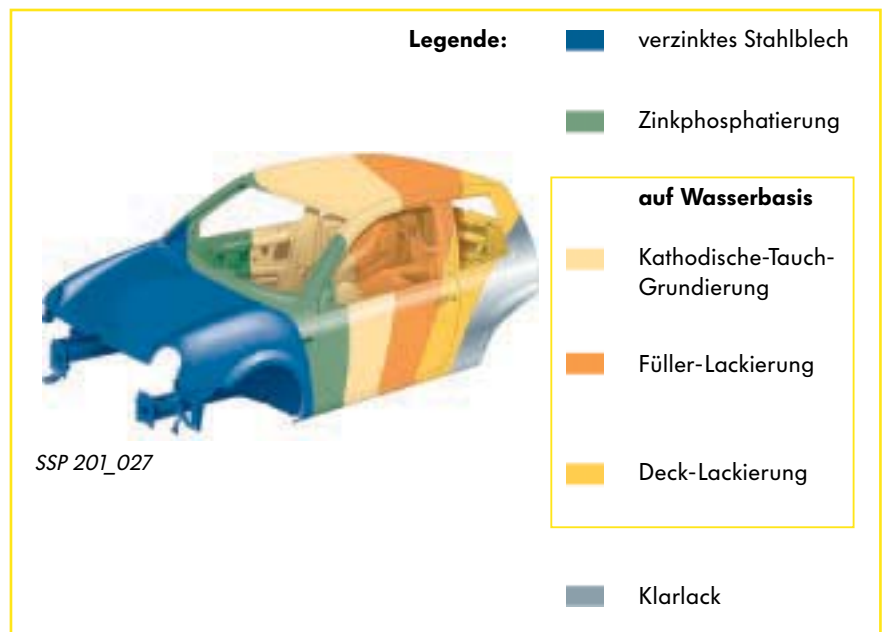 Legende:
verzinktes Stahlblech
Zinkphosphatierung
auf Wasserbasis
Kathodische-Tauch-
Grundierung
Füller-Lackierung
Deck-Lackierung
Klarlack
SSP 201_027